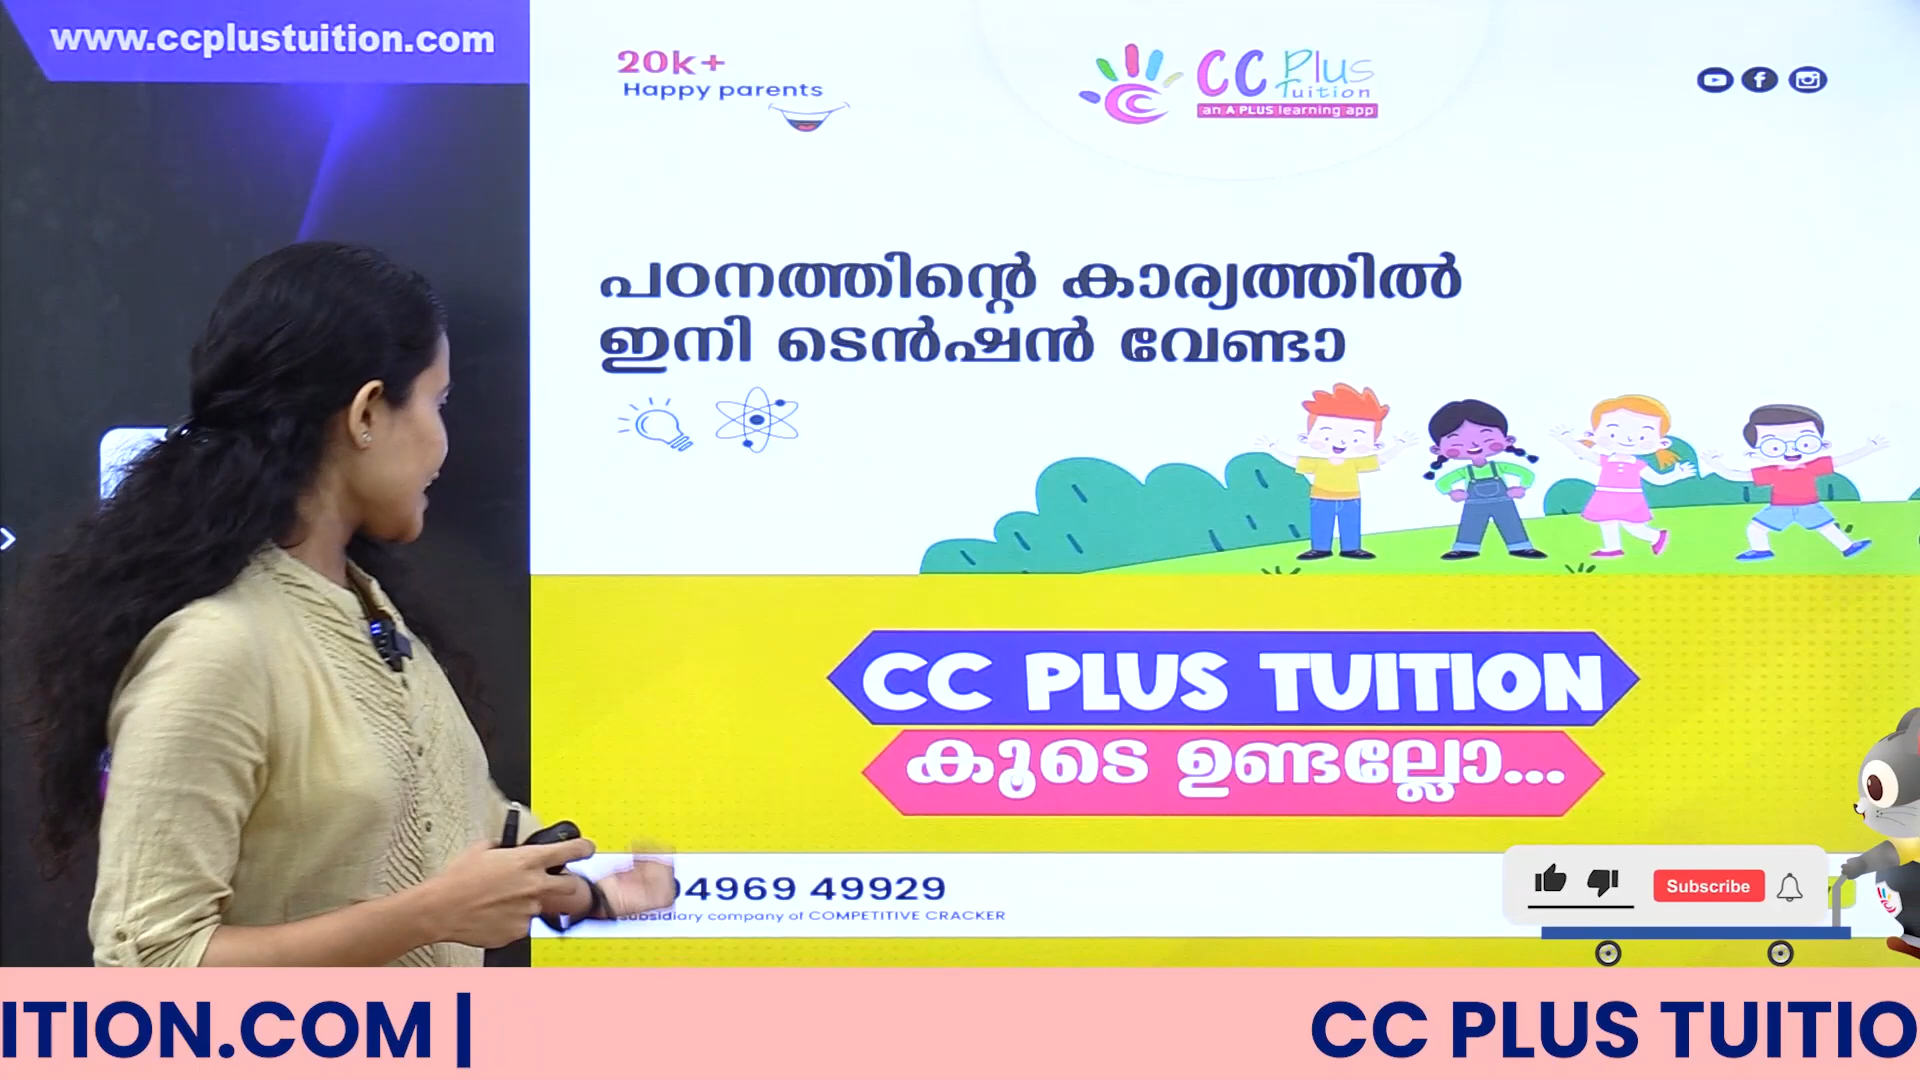 www.ccplustuition.com
20k+
Happy parents
CC Plus
Tuition
an A PLUS learning app
പഠനത്തിന്റെ കാര്യത്തിൽ
ഇനി ടെൻഷൻ വേണ്ടാ
CC PLUS TUITION
കൂടെ ഉണ്ടല്ലോ...
4969 49929
subsidiary company of COMPETITIVE CRACKER
Subscribe
ITION.COM | CC PLUS TUITIO